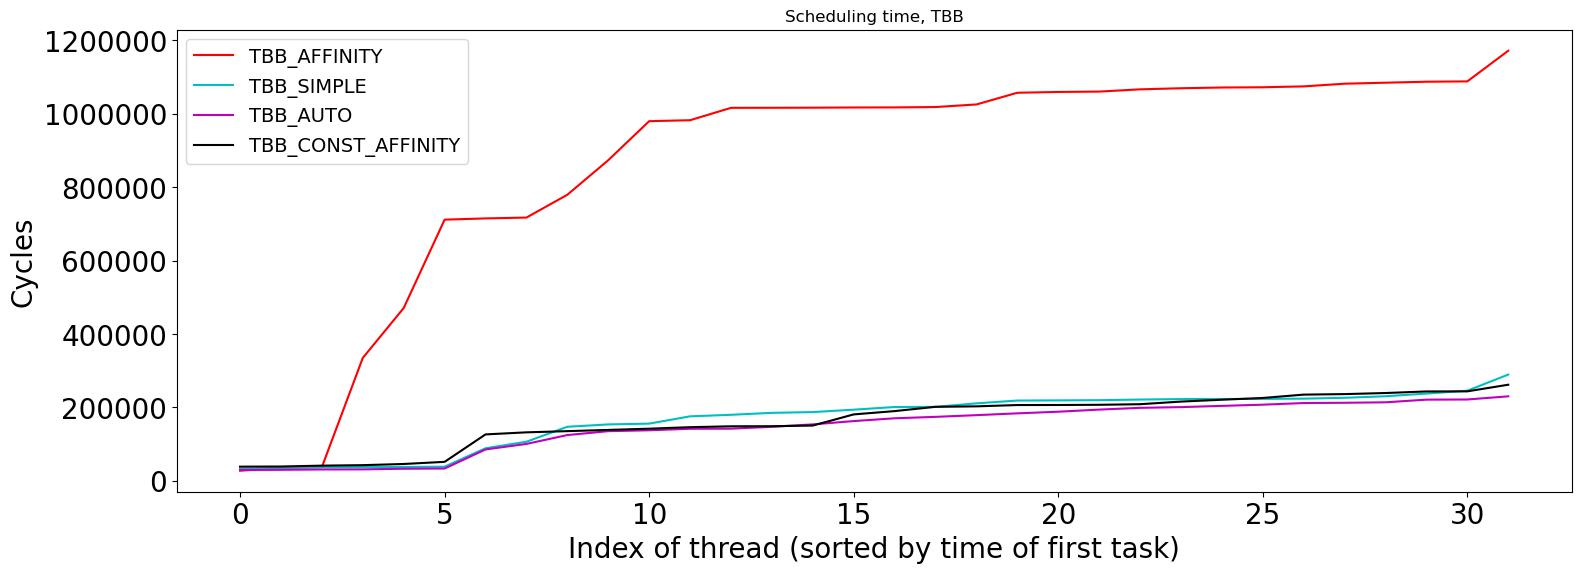 Scheduling time, TBB
TBB_AFFINITY
TBB_SIMPLE
TBB_AUTO
TBB_CONST_AFFINITY
1200000
1000000
800000
600000
400000
200000
0
Cycles
0 5 10 15 20 25 30
Index of thread (sorted by time of first task)